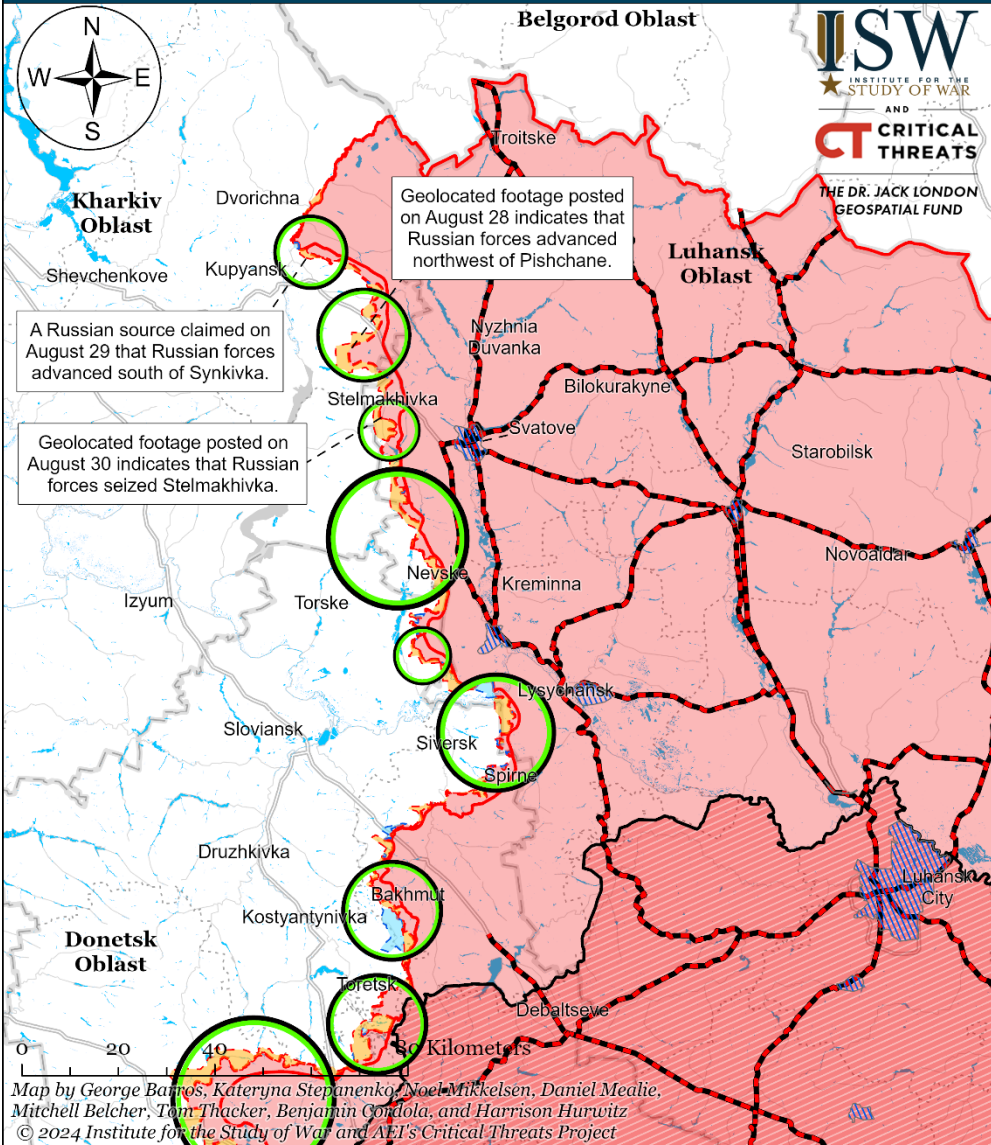 Belgorod Oblast
N
W
E
S
ISW
INSTITUTE FOR THE
STUDY OF WAR
AND
CT CRITICAL
THREATS
THE DR. JACK LONDON
GEOSPATIAL FUND
Troitske
Dvorichna
Kharkiv
Oblast
Geolocated footage posted
on August 28 indicates that
Russian forces advanced
northwest of Pishchane.
Luhansk
Oblast
Shevchenkove
Kupyansk
A Russian source claimed on
August 29 that Russian forces
advanced south of Synkivka.
Nyzhnia
Duvanka
Bilokurakyne
Stelmakhivka
Svatove
Geolocated footage posted on
August 30 indicates that Russian
forces seized Stelmakhivka.
Starobilsk
Novoaidar
Nevske
Kreminna
Izyum
Torske
Lysychansk
Sloviansk
Siversk
Spirne
Druzhkivka
Bakhmut
Luhansk
City
Kostyantynivka
Donetsk
Oblast
Toretsk
Debaltseve
0
20
40
80 Kilometers
Map by George Barros, Kateryna Stepanenko, Noel Mikkelsen, Daniel Mealie,
Mitchell Belcher, Tom Thacker, Benjamin Cordola, and Harrison Hurwitz
© 2024 Institute for the Study of War and AEI's Critical Threats Project